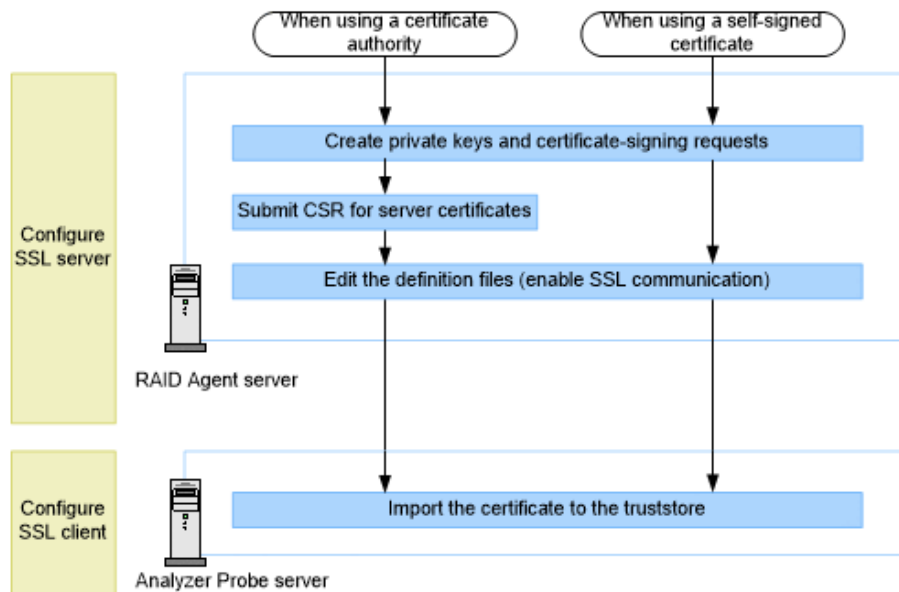 When using a certificate
authority
When using a self-signed
certificate
Create private keys and certificate-signing requests
Submit CSR for server certificates
Configure
SSL server
Edit the definition files (enable SSL communication)
RAID Agent server
Configure
SSL client
Import the certificate to the truststore
Analyzer Probe server